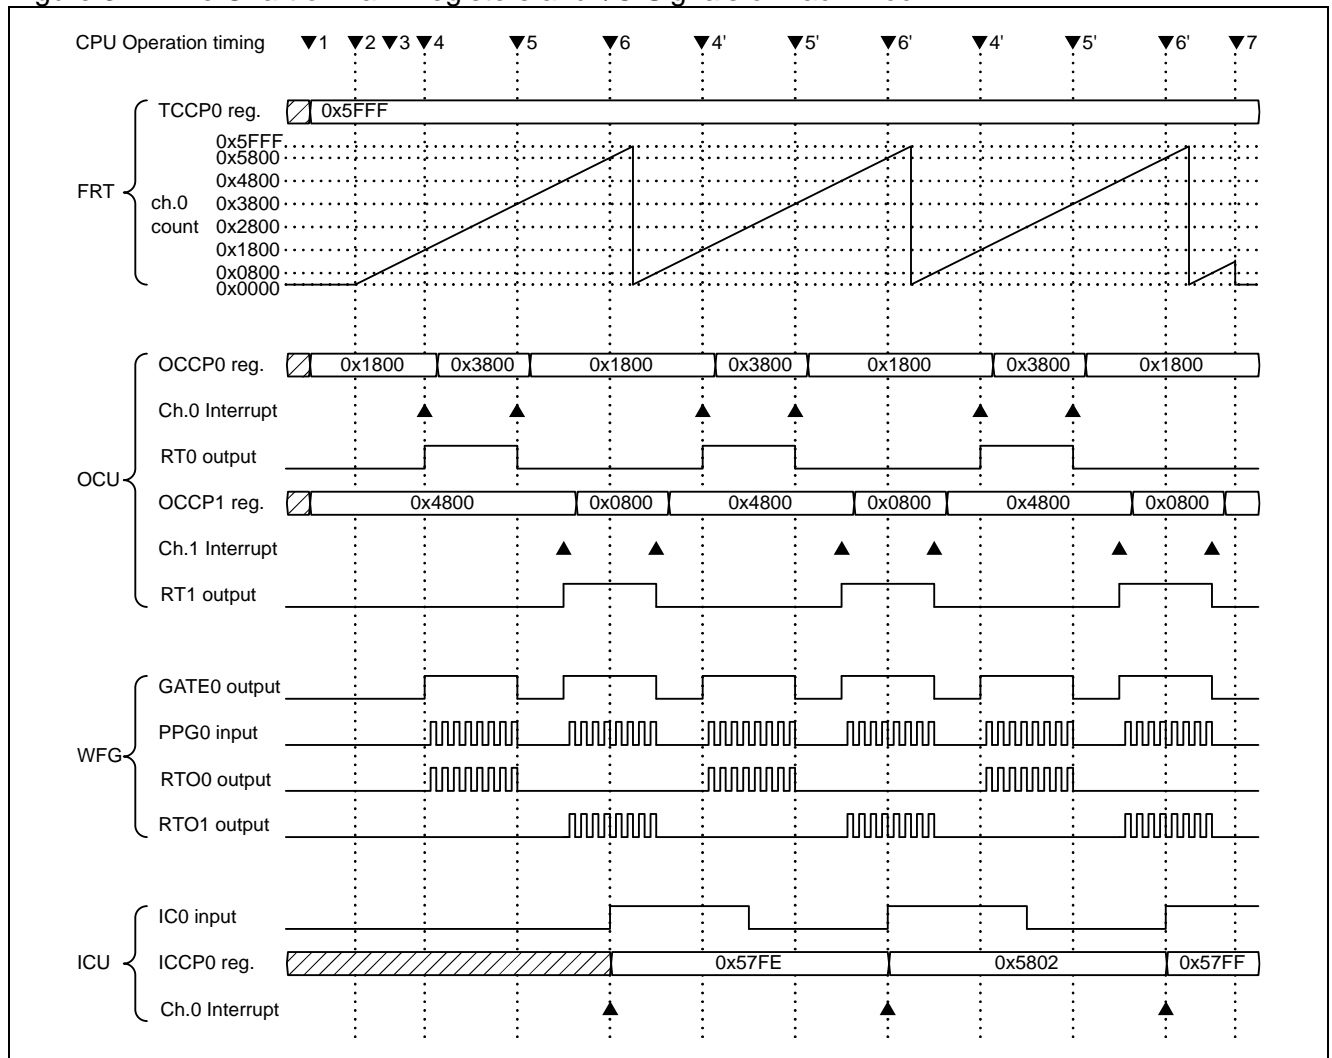 CPU Operation timing ▼1 ▼2 ▼3 ▼4 ▼5 ▼6 ▼4' ▼5' ▼6' ▼4' ▼5' ▼6' ▼7
TCCP0 reg. 0x5FFF
0x5FFF
0x5800
0x4800
FRT
ch.0 0x3800
count 0x2800
0x1800
0x0800
0x0000
OCCP0 reg. 0x1800 0x3800 0x1800 0x3800 0x1800 0x3800 0x1800
Ch.0 Interrupt
RT0 output
OCU
OCCP1 reg. 0x4800 0x0800 0x4800 0x0800 0x4800 0x0800
Ch.1 Interrupt
RT1 output
GATE0 output
PPG0 input
WFG
RTO0 output
RTO1 output
IC0 input
ICU
ICCP0 reg. 0x57FE 0x5802 0x57FF
Ch.0 Interrupt